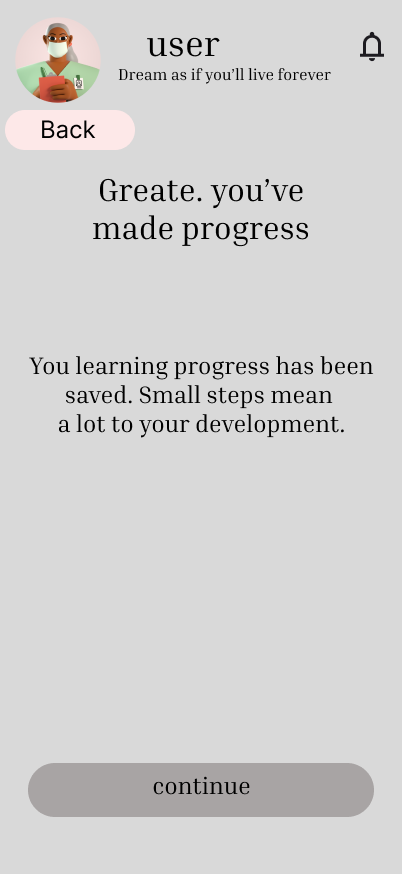 user
Dream as if you’ll live forever
Back
Greate. you’ve
made progress
You learning progress has been
saved. Small steps mean
a lot to your development.
continue